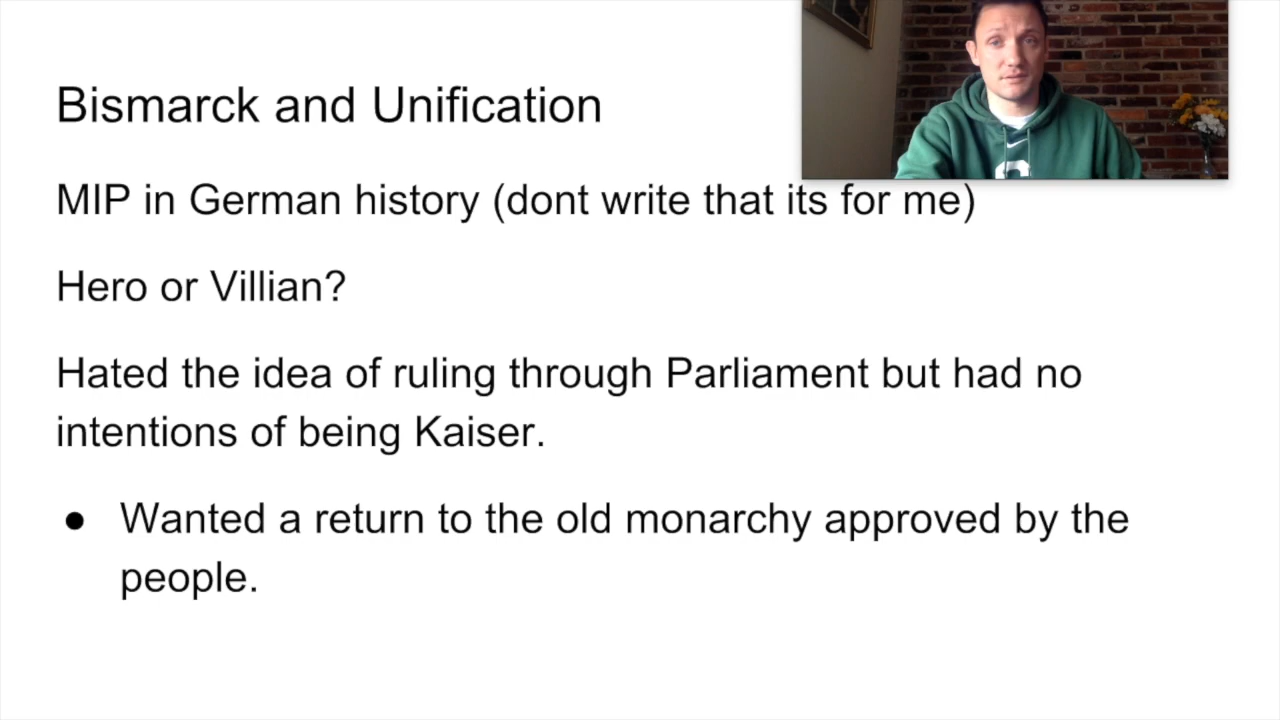 Bismarck and Unification
MIP in German history (dont write that its for me)
Hero or Villian?
Hated the idea of ruling through Parliament but had no
intentions of being Kaiser.
● Wanted a return to the old monarchy approved by the
people.